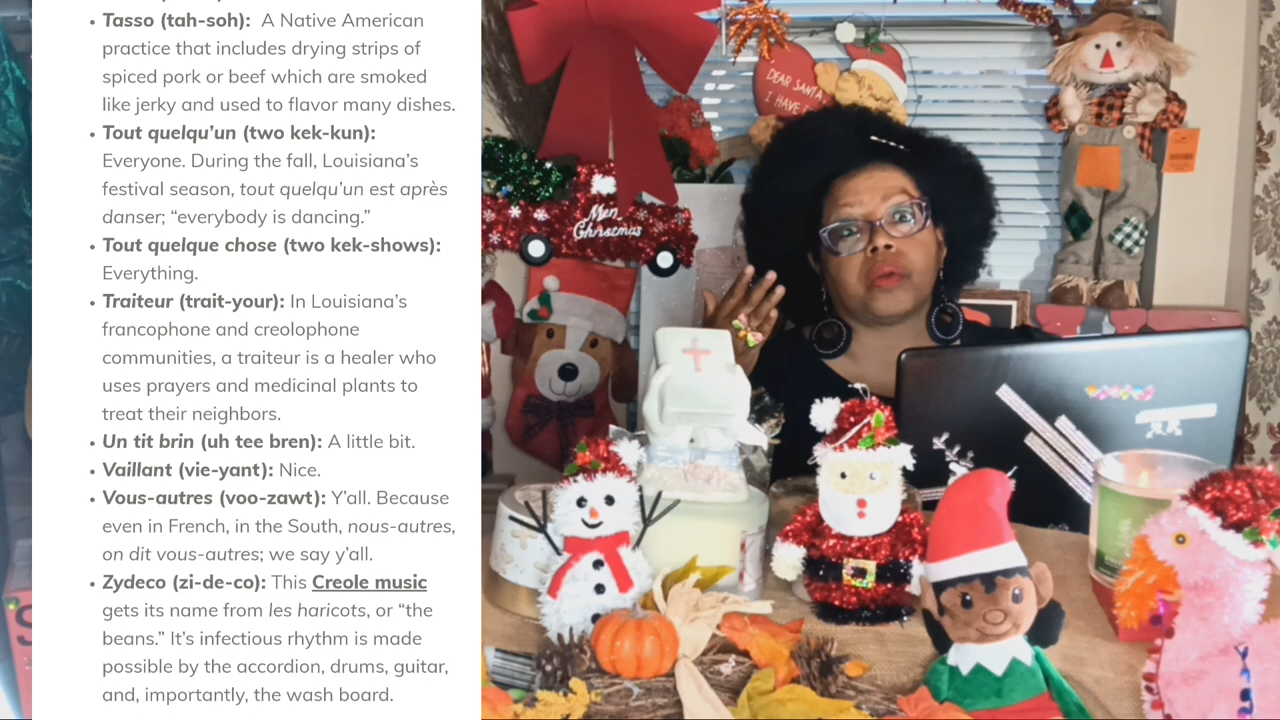 • Tasso (tah-soh):  A Native American
practice that includes drying strips of
spiced pork or beef which are smoked
like jerky and used to flavor many dishes.
• Tout quelqu’un (two kek-kun):
Everyone. During the fall, Louisiana’s
festival season, tout quelqu’un est après
danser; “everybody is dancing.”
• Tout quelque chose (two kek-shows):
Everything.
• Traiteur (trait-your): In Louisiana’s
francophone and creolophone
communities, a traiteur is a healer who
uses prayers and medicinal plants to
treat their neighbors.
• Un tit brin (uh tee bren): A little bit.
• Vaillant (vie-yant): Nice.
• Vous-autres (voo-zawt): Y’all. Because
even in French, in the South, nous-autres,
on dit vous-autres; we say y’all.
• Zydeco (zi-de-co): This Creole music
gets its name from les haricots, or “the
beans.” It’s infectious rhythm is made
possible by the accordion, drums, guitar,
and, importantly, the wash board.
DEAR SANTA,
I HAVE
Christmas